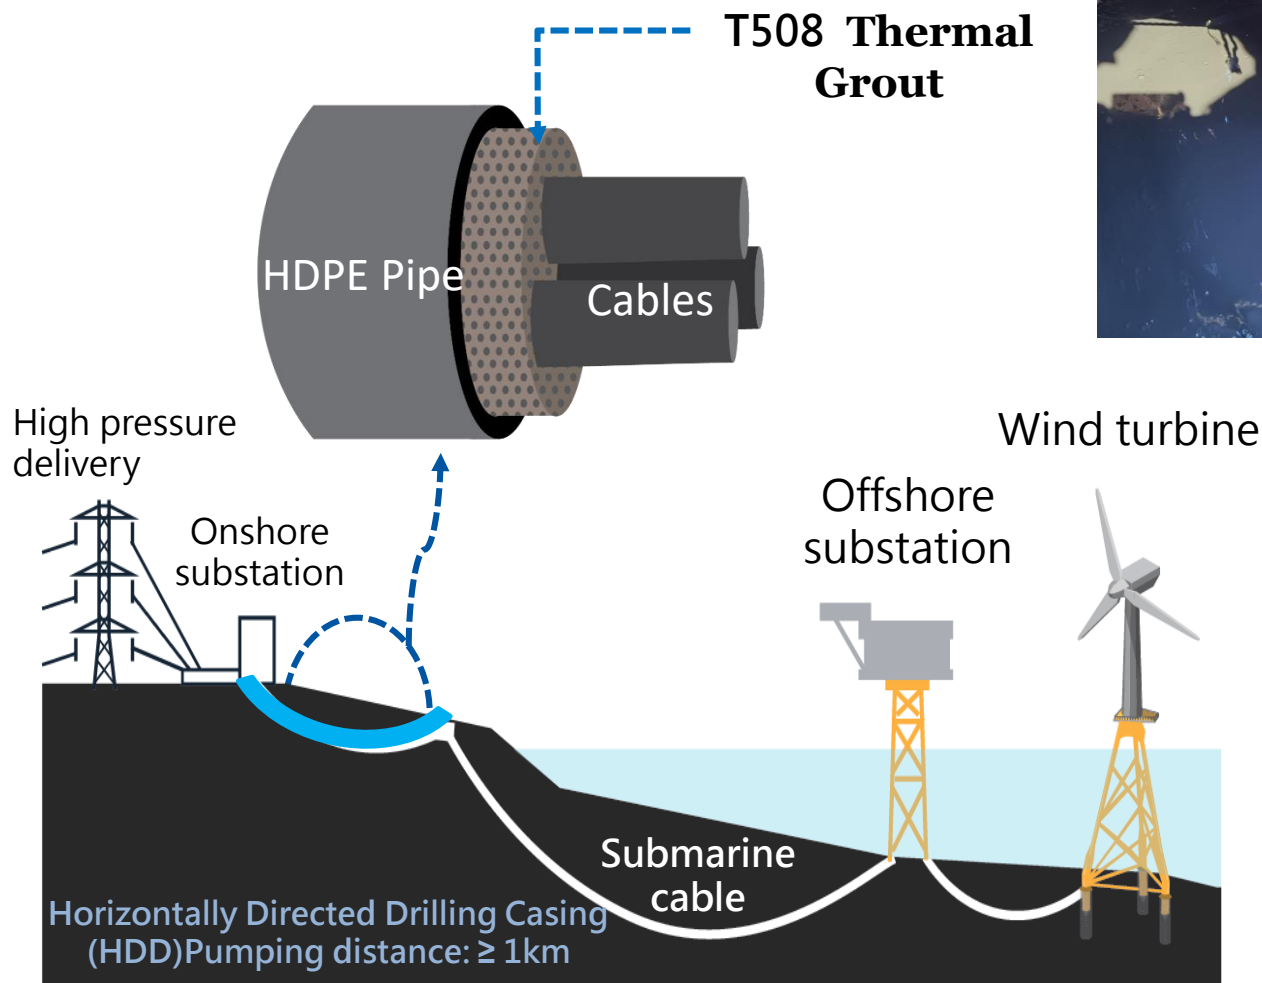 T508 Thermal
Grout
HDPE Pipe
Cables
High pressure
delivery
Wind turbine
Offshore
substation
Onshore
substation
Submarine
cable
Horizontally Directed Drilling Casing
(HDD)Pumping distance: ≥ 1km